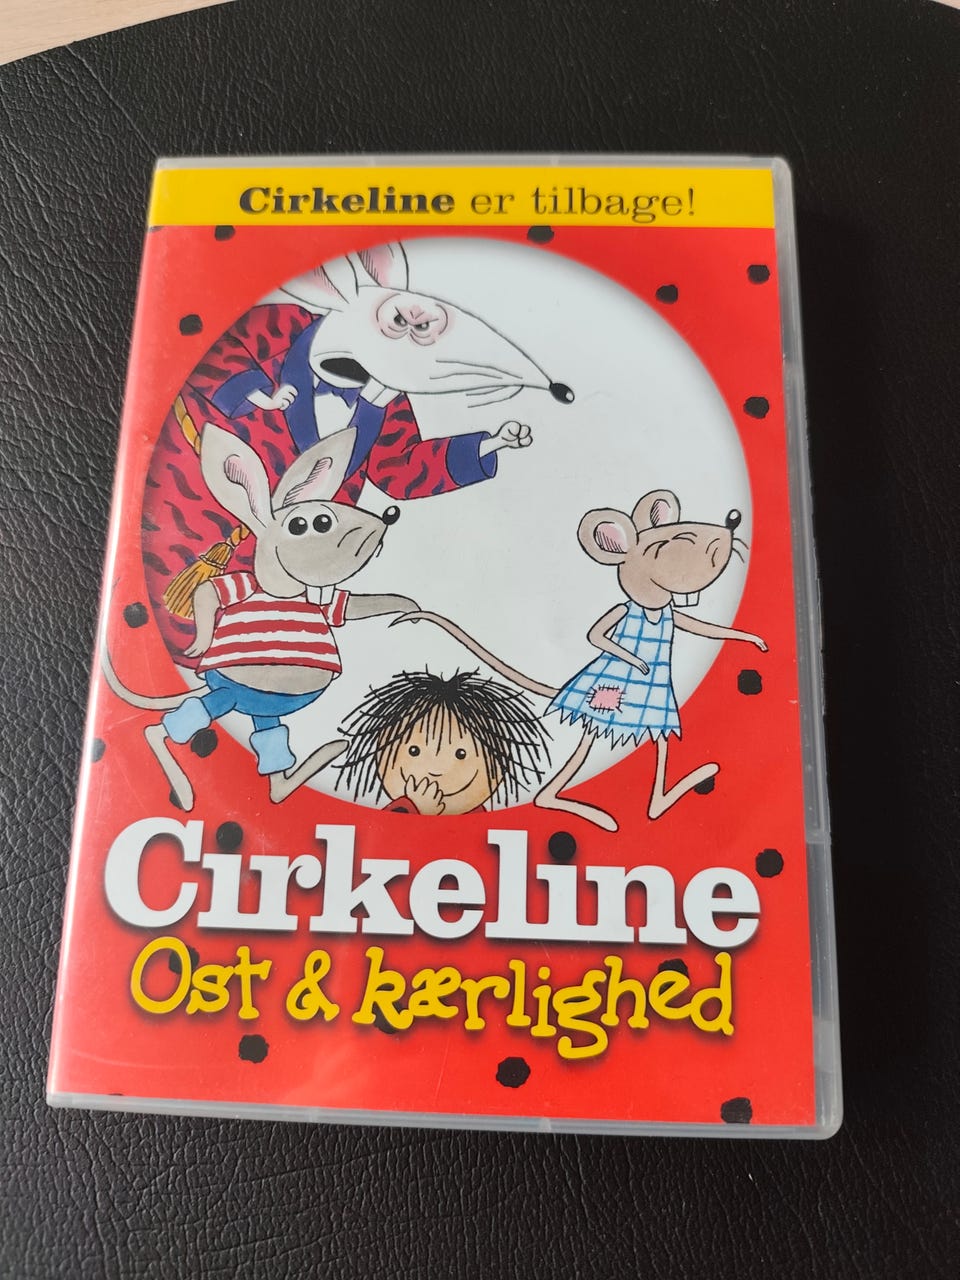 Cirkeline er tilbage!
Cirkeline
Ost & kærlighed